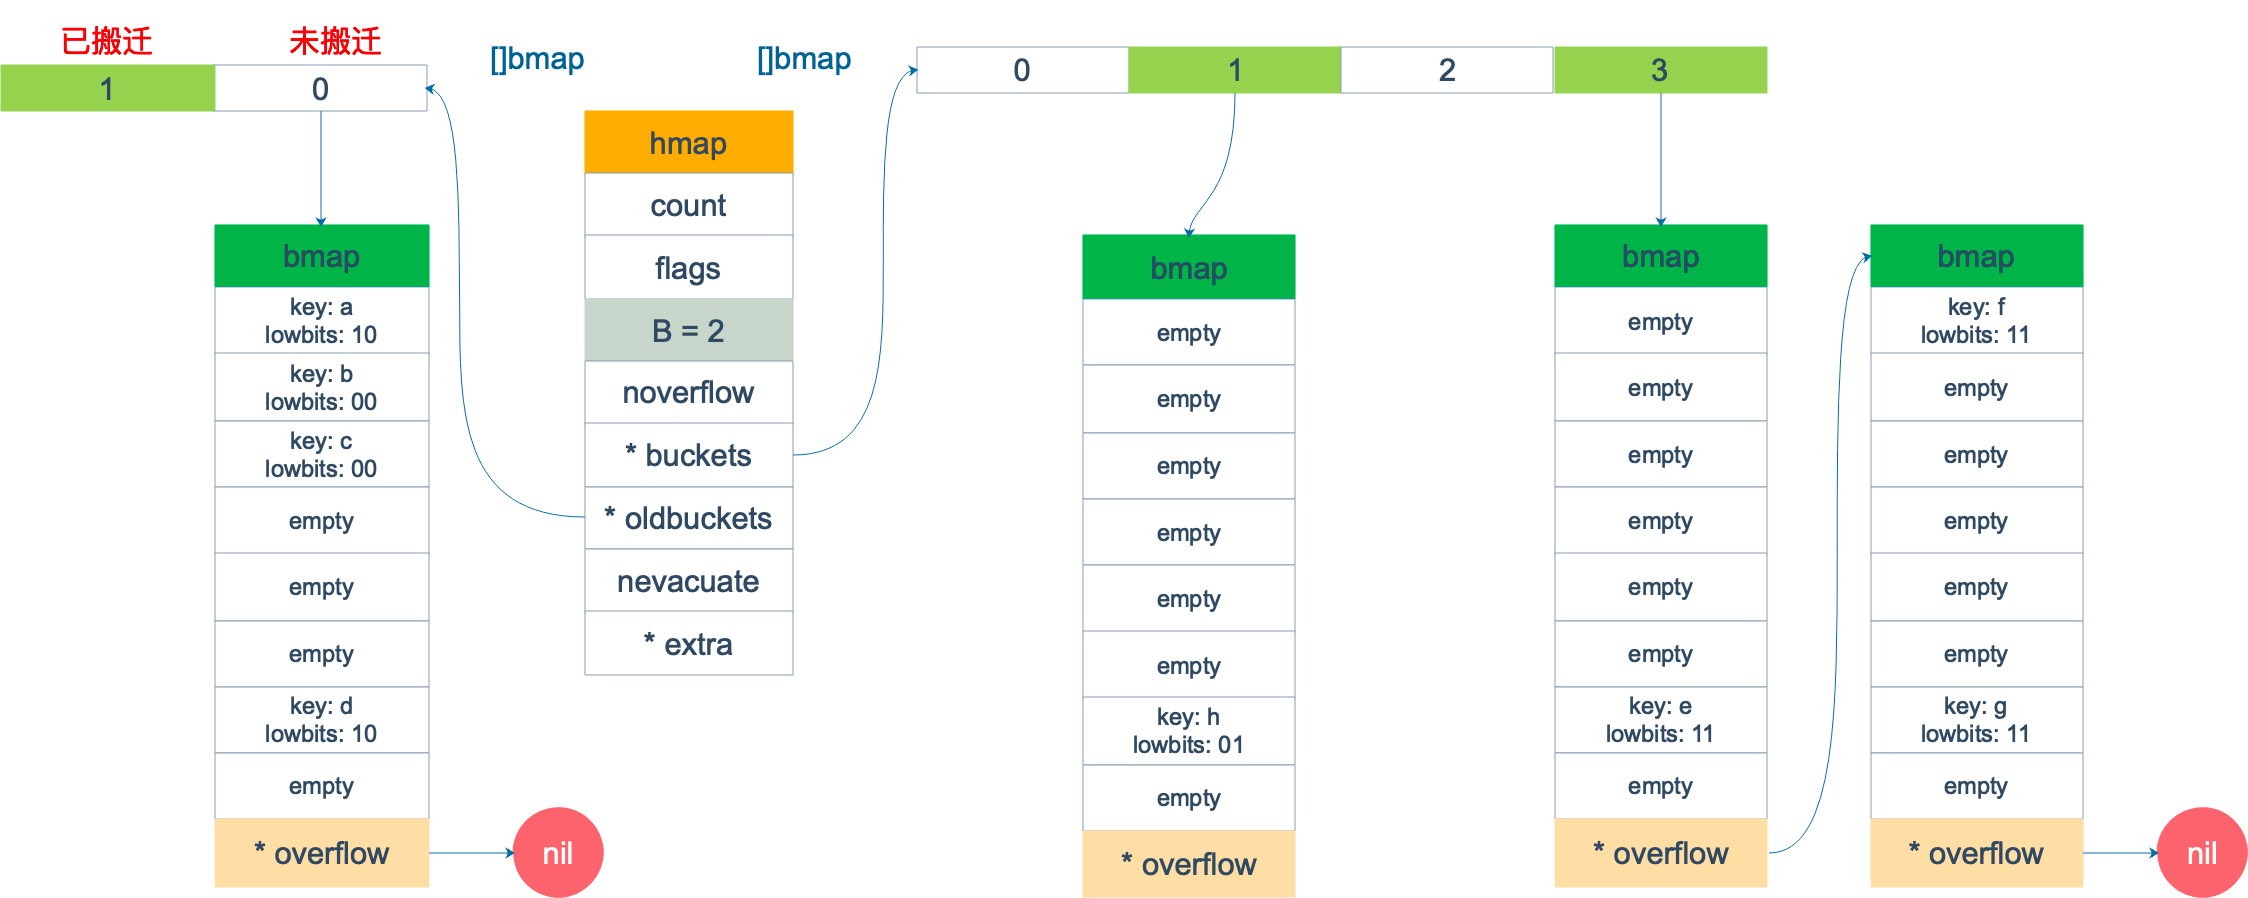 已搬迁
未搬迁
1
0
[]bmap
[]bmap
0
1
2
3
hmap
count
flags
B = 2
noverflow
* buckets
* oldbuckets
nevacuate
* extra
bmap
key: a
lowbits: 10
key: b
lowbits: 00
key: c
lowbits: 00
empty
empty
empty
key: d
lowbits: 10
empty
* overflow
nil
bmap
empty
empty
empty
empty
empty
empty
key: h
lowbits: 01
empty
* overflow
bmap
empty
empty
empty
empty
empty
empty
key: e
lowbits: 11
empty
* overflow
bmap
key: f
lowbits: 11
empty
empty
empty
empty
empty
key: g
lowbits: 11
empty
* overflow
nil